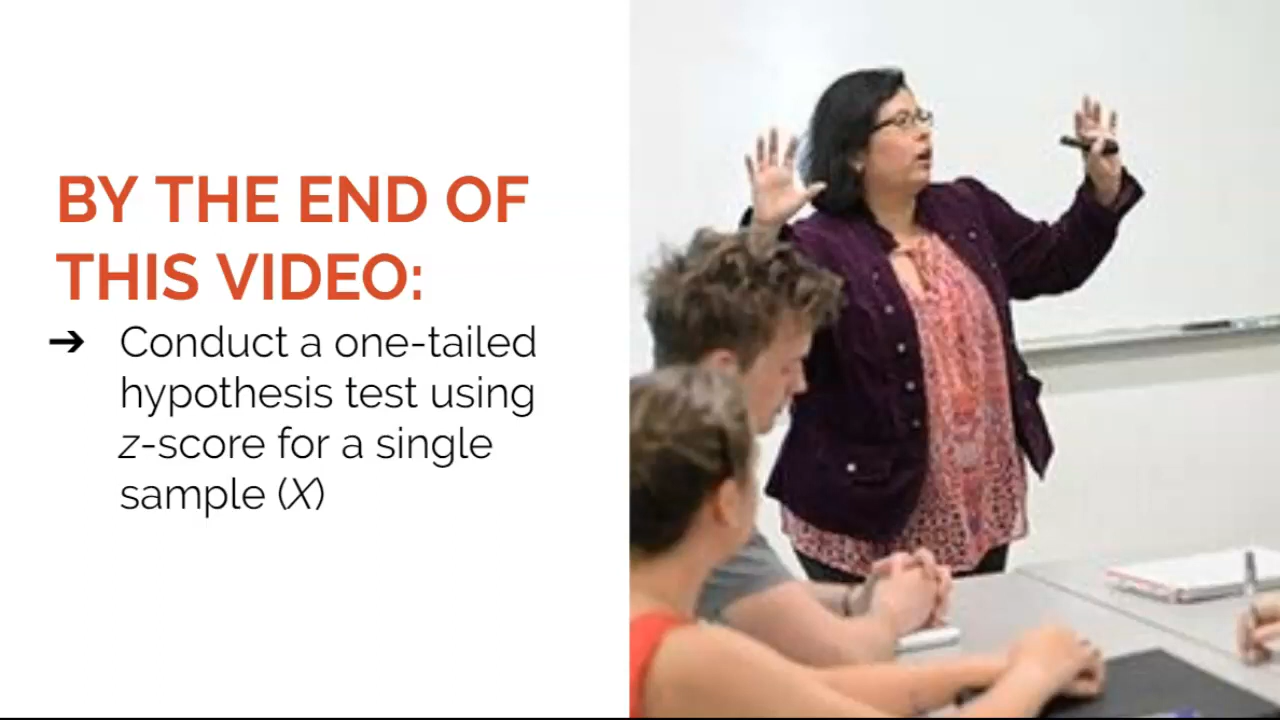 BY THE END OF
THIS VIDEO:
➔ Conduct a one-tailed
hypothesis test using
z-score for a single
sample (X)